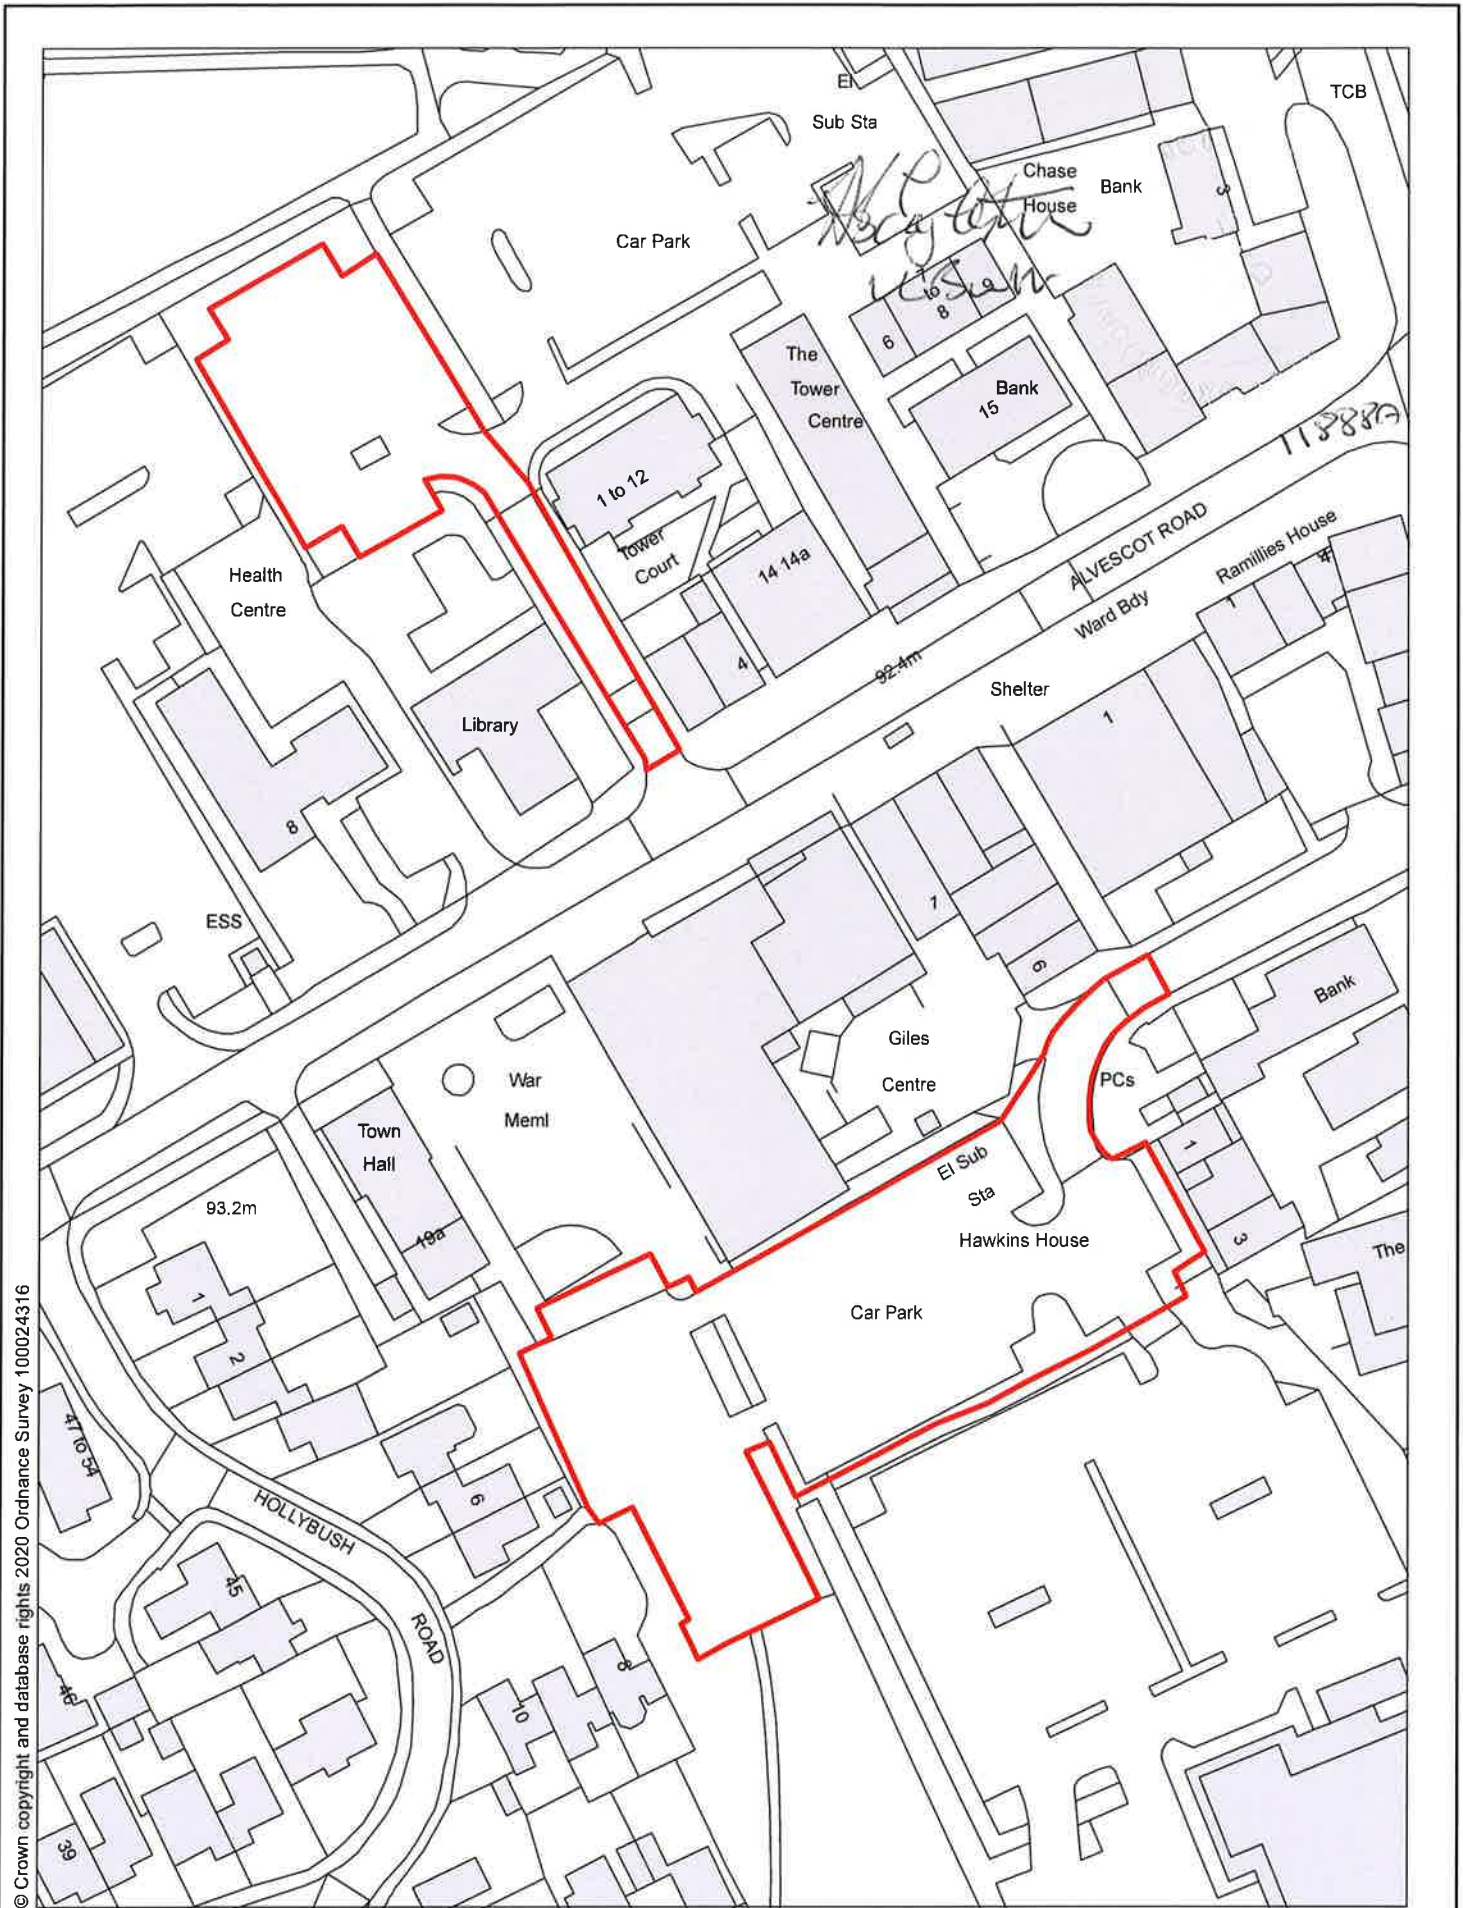 El
Sub Sta
TCB
Chase
House
Bank
3
Car Park
to
8
6
The
Tower
Centre
Bank
15
11888A
1 to 12
Tower
Court
14 14a
4
ALVESCOT ROAD
Ward Bdy
Ramillies House
1
4
92.4m
Shelter
1
Health
Centre
Library
8
ESS
1
6
Bank
Giles
Centre
PCs
War
Meml
Town
Hall
19a
93.2m
El Sub
Sta
Hawkins House
1
3
The
Car Park
1
2
6
47 to 54
HOLLYBUSH
ROAD
45
46
10
8
39
© Crown copyright and database rights 2020 Ordnance Survey 100024316